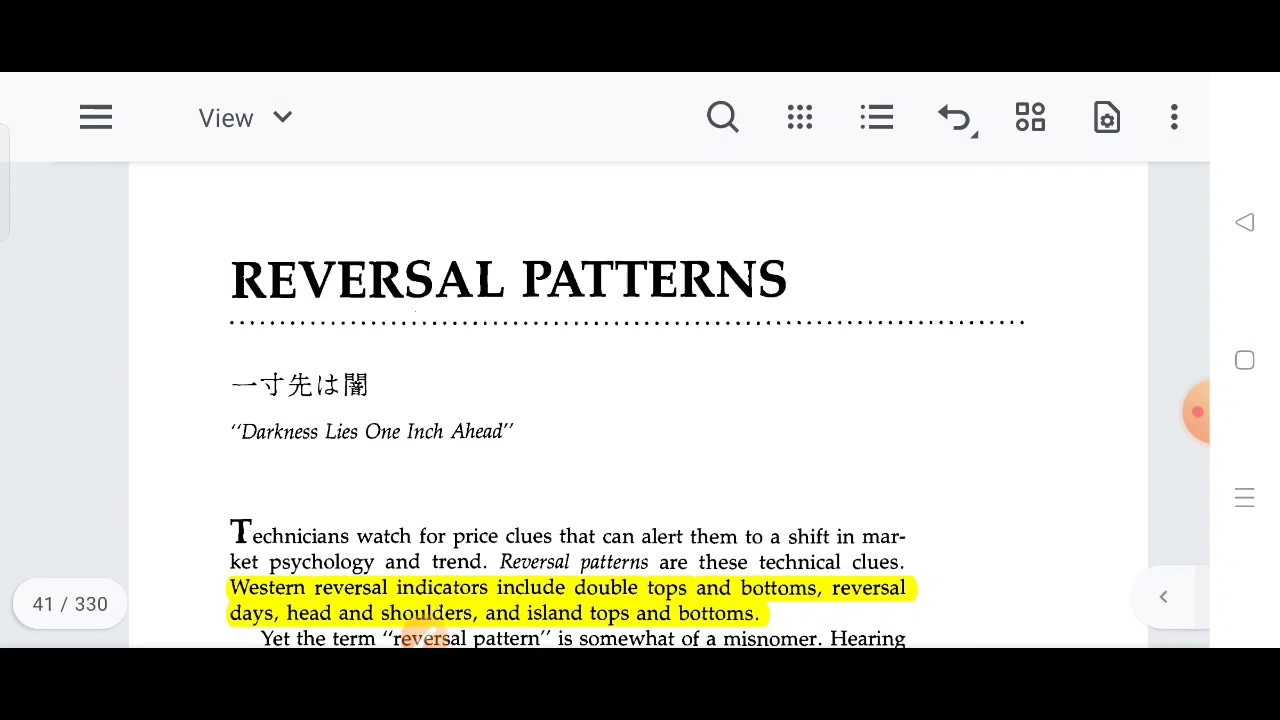 View
REVERSAL PATTERNS
一寸先は闇
"Darkness Lies One Inch Ahead"
Technicians watch for price clues that can alert them to a shift in mar-
ket psychology and trend. Reversal patterns are these technical clues.
Western reversal indicators include double tops and bottoms, reversal
days, head and shoulders, and island tops and bottoms.
Yet the term "reversal pattern" is somewhat of a misnomer. Hearing
41 / 330